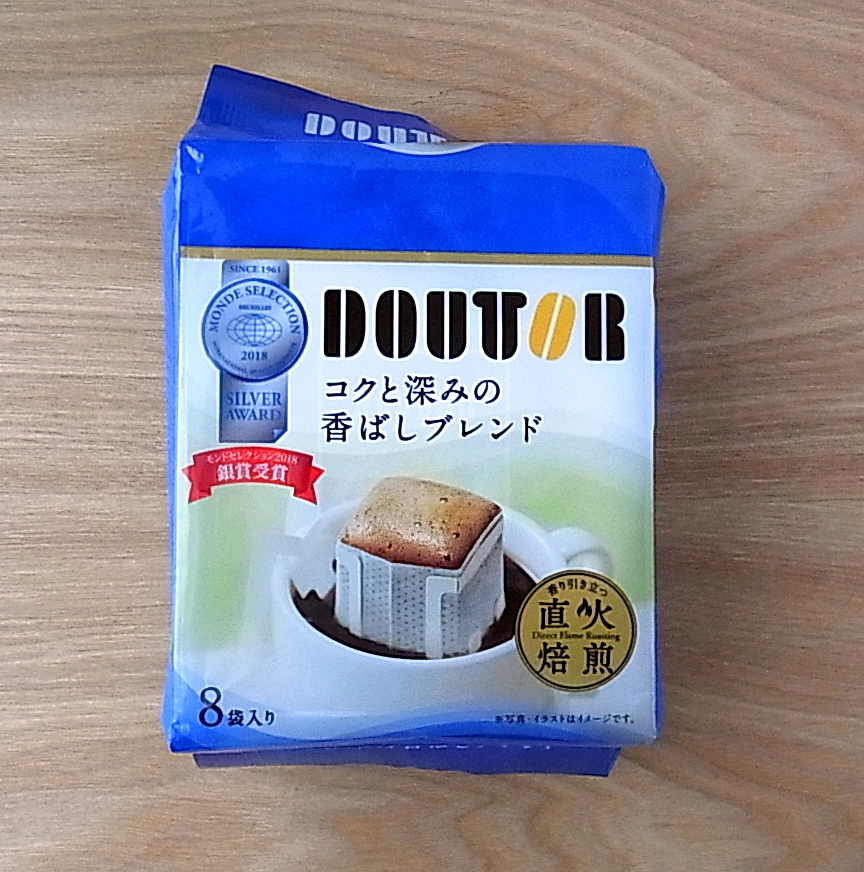 DOUTOR
SINCE 1961
MONDE SELECTION
BRUXELLES
2018
SILVER
AWARD
モンドセレクション2018
銀賞受賞
DOUTOR
コクと深みの
香ばしブレンド
香り引き立つ
直火
Direct Flame Roasting
焙煎
8袋入り
※写真・イラストはイメージです。